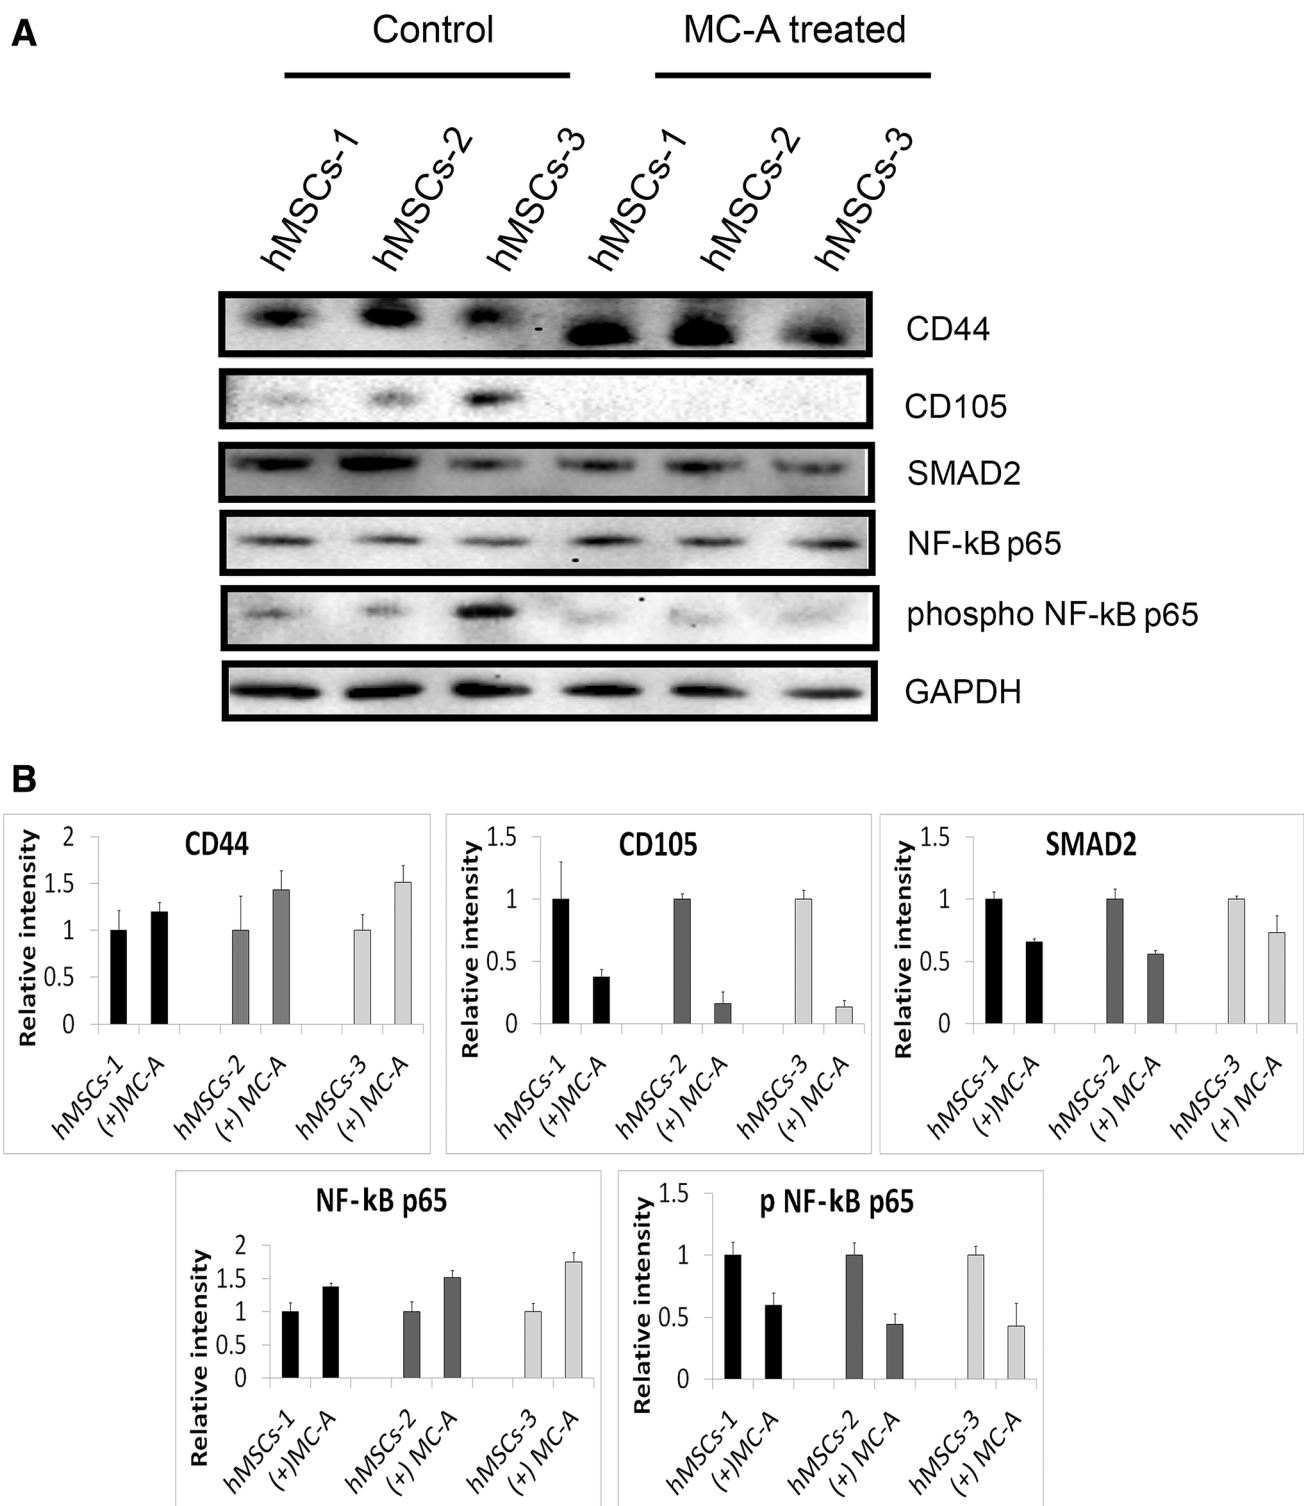 A
Control
MC-A treated
hMSCs-1
hMSCs-2
hMSCs-3
hMSCs-1
hMSCs-2
hMSCs-3
CD44
CD105
SMAD2
NF-kB p65
phospho NF-kB p65
GAPDH
B
CD44
Relative intensity
2
1.5
1
0.5
0
hMSCs-1
(+)MC-A
hMSCs-2
(+) MC-A
hMSCs-3
(+) MC-A
CD105
Relative intensity
1.5
1
0.5
0
hMSCs-1
(+)MC-A
hMSCs-2
(+) MC-A
hMSCs-3
(+) MC-A
SMAD2
Relative intensity
1.5
1
0.5
0
hMSCs-1
(+)MC-A
hMSCs-2
(+) MC-A
hMSCs-3
(+) MC-A
NF-kB p65
Relative intensity
2
1.5
1
0.5
0
hMSCs-1
(+)MC-A
hMSCs-2
(+) MC-A
hMSCs-3
(+) MC-A
p NF-kB p65
Relative intensity
1.5
1
0.5
0
hMSCs-1
(+)MC-A
hMSCs-2
(+) MC-A
hMSCs-3
(+) MC-A